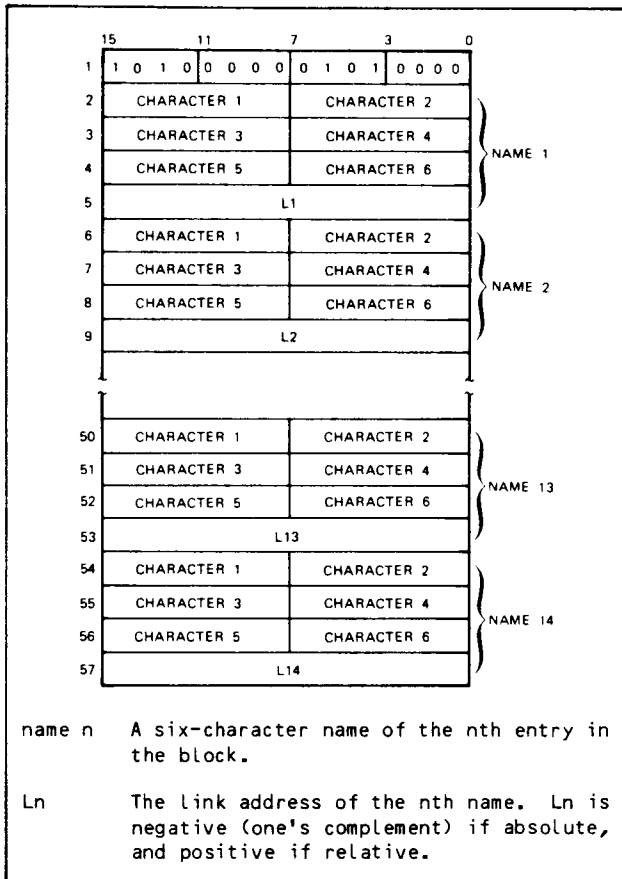 15 11 7 3 0
1 1 0 1 0 0 0 0 0 0 1 0 1 0 0 0 0
2 CHARACTER 1 CHARACTER 2
3 CHARACTER 3 CHARACTER 4
NAME 1
4 CHARACTER 5 CHARACTER 6
5 L1
6 CHARACTER 1 CHARACTER 2
7 CHARACTER 3 CHARACTER 4
NAME 2
8 CHARACTER 5 CHARACTER 6
9 L2
50 CHARACTER 1 CHARACTER 2
51 CHARACTER 3 CHARACTER 4
NAME 13
52 CHARACTER 5 CHARACTER 6
53 L13
54 CHARACTER 1 CHARACTER 2
55 CHARACTER 3 CHARACTER 4
NAME 14
56 CHARACTER 5 CHARACTER 6
57 L14
name n A six-character name of the nth entry in
the block.
Ln The link address of the nth name. Ln is
negative (one's complement) if absolute,
and positive if relative.